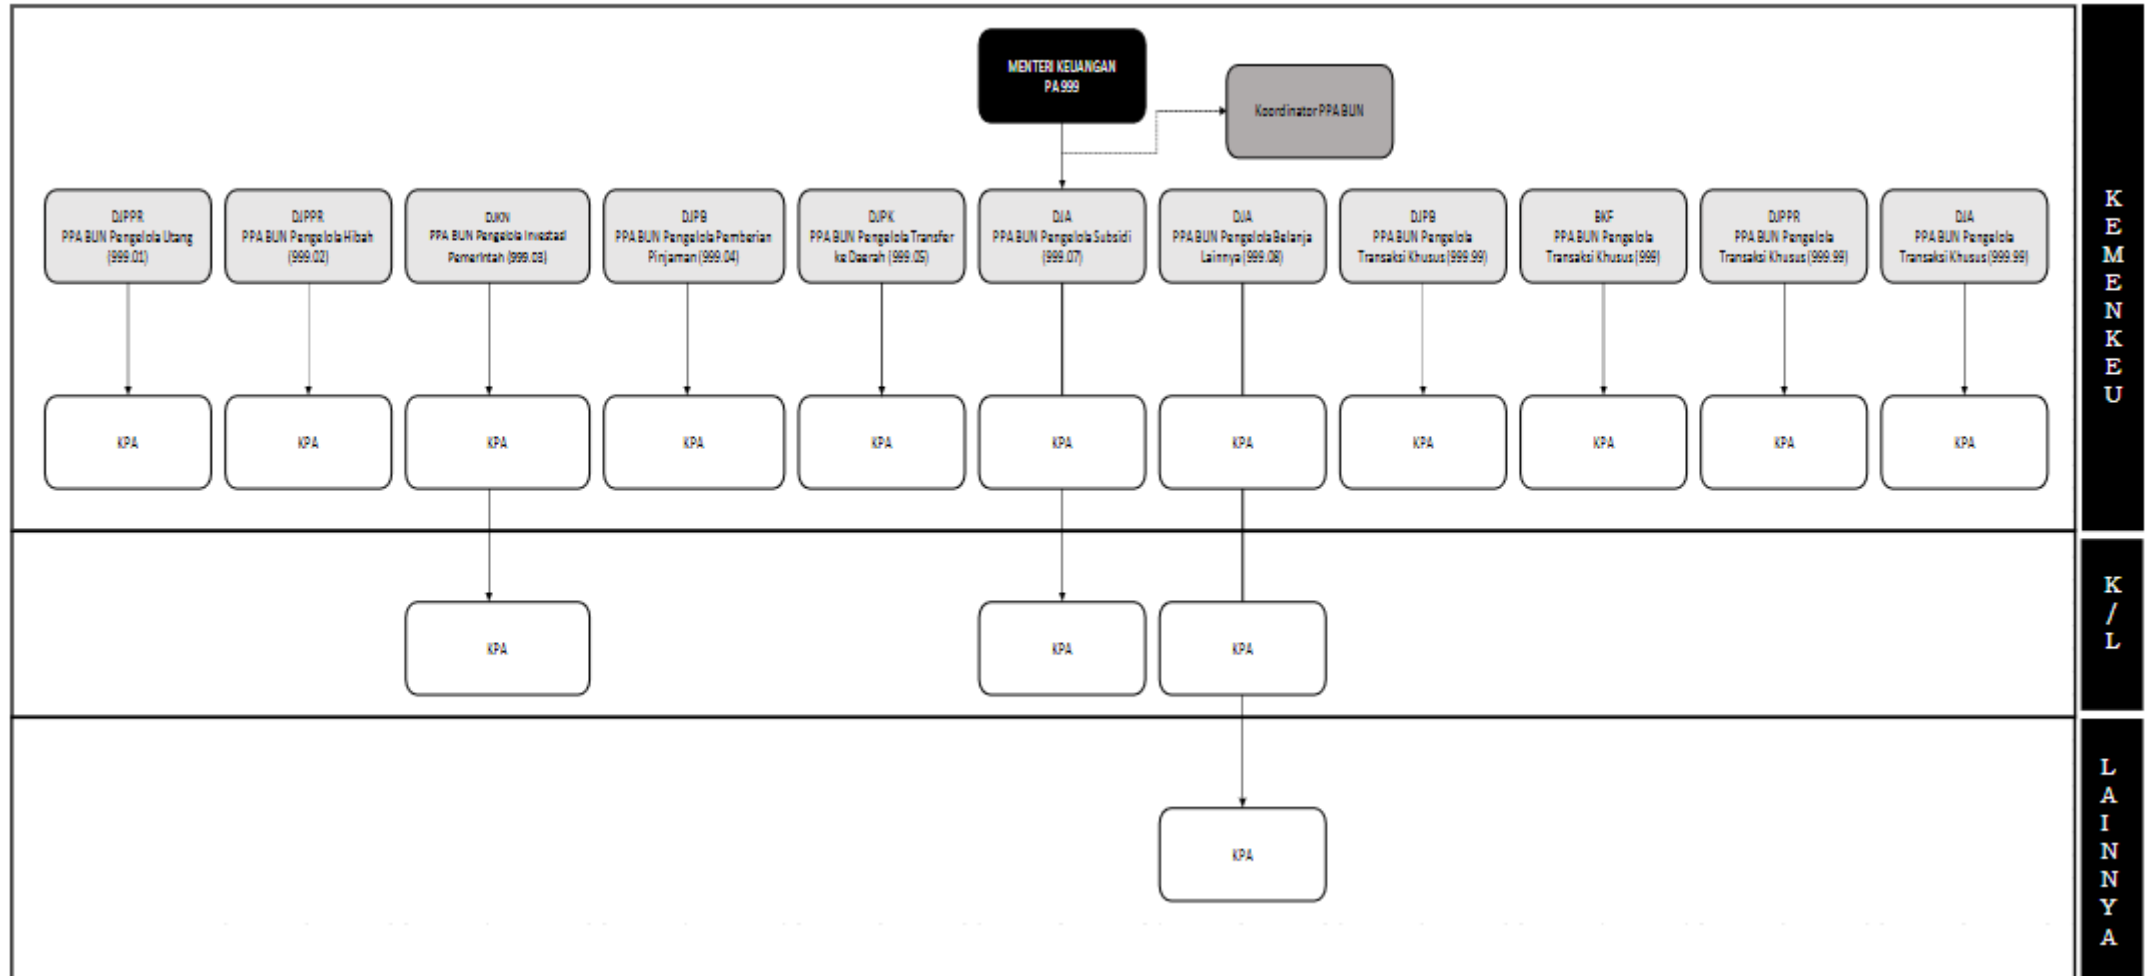 MENTERI KEUANGAN
PA 999
Koordinator PPA BUN
DJPPR
PPA BUN Pengelola Utang
(999.01)
DJPPR
PPA BUN Pengelola Hibah
(999.02)
DJKN
PPA BUN Pengelola Investasi
Pemerintah (999.03)
DJPB
PPA BUN Pengelola Pemberian
Pinjaman (999.04)
DJPK
PPA BUN Pengelola Transfer
ke Daerah (999.05)
DJA
PPA BUN Pengelola Subsidi
(999.07)
DJA
PPA BUN Pengelola Belanja
Lainnya (999.08)
DJPB
PPA BUN Pengelola
Transaksi Khusus (999.99)
BKF
PPA BUN Pengelola
Transaksi Khusus (999)
DJPPR
PPA BUN Pengelola
Transaksi Khusus (999.99)
DJA
PPA BUN Pengelola
Transaksi Khusus (999.99)
KPA
KPA
KPA
KPA
KPA
KPA
KPA
KPA
KPA
KPA
KPA
KEMENKEU
KPA
KPA
KPA
K/L
KPA
LAINNYA